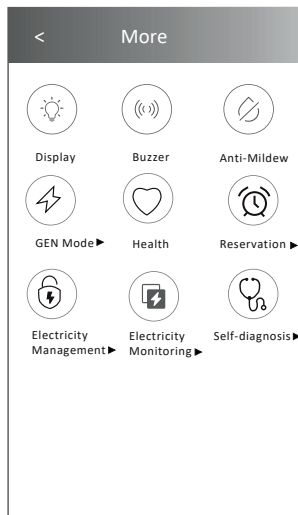 < More
Display Buzzer Anti-Mildew
GEN Mode▶ Health Reservation ▶
Electricity Electricity Self-diagnosis▶
Management▶ Monitoring ▶